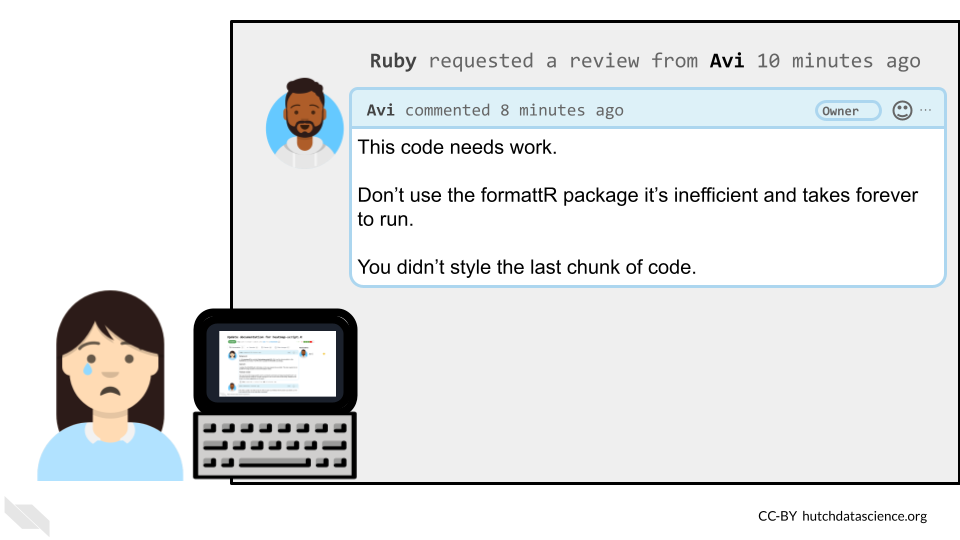 Ruby requested a review from Avi 10 minutes ago
Avi commented 8 minutes ago Owner ...
This code needs work.
Don’t use the formattR package it’s inefficient and takes forever
to run.
You didn’t style the last chunk of code.
CC-BY hutchdatascience.org